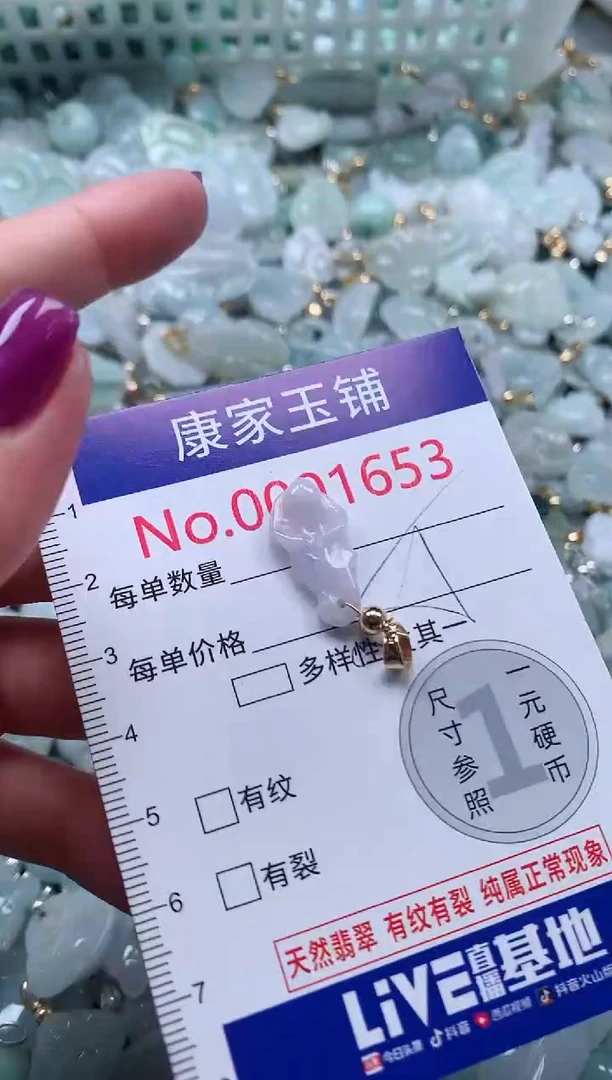 康家玉铺
No.0001653
每单数量
每单价格
多样性 其一
有纹
有裂
1
2
3
4
5
6
7
1
一元硬币
尺寸参照
天然翡翠 有纹有裂 纯属正常现象
LiVE直播基地
今日头条 抖音 西瓜视频 抖音火山版